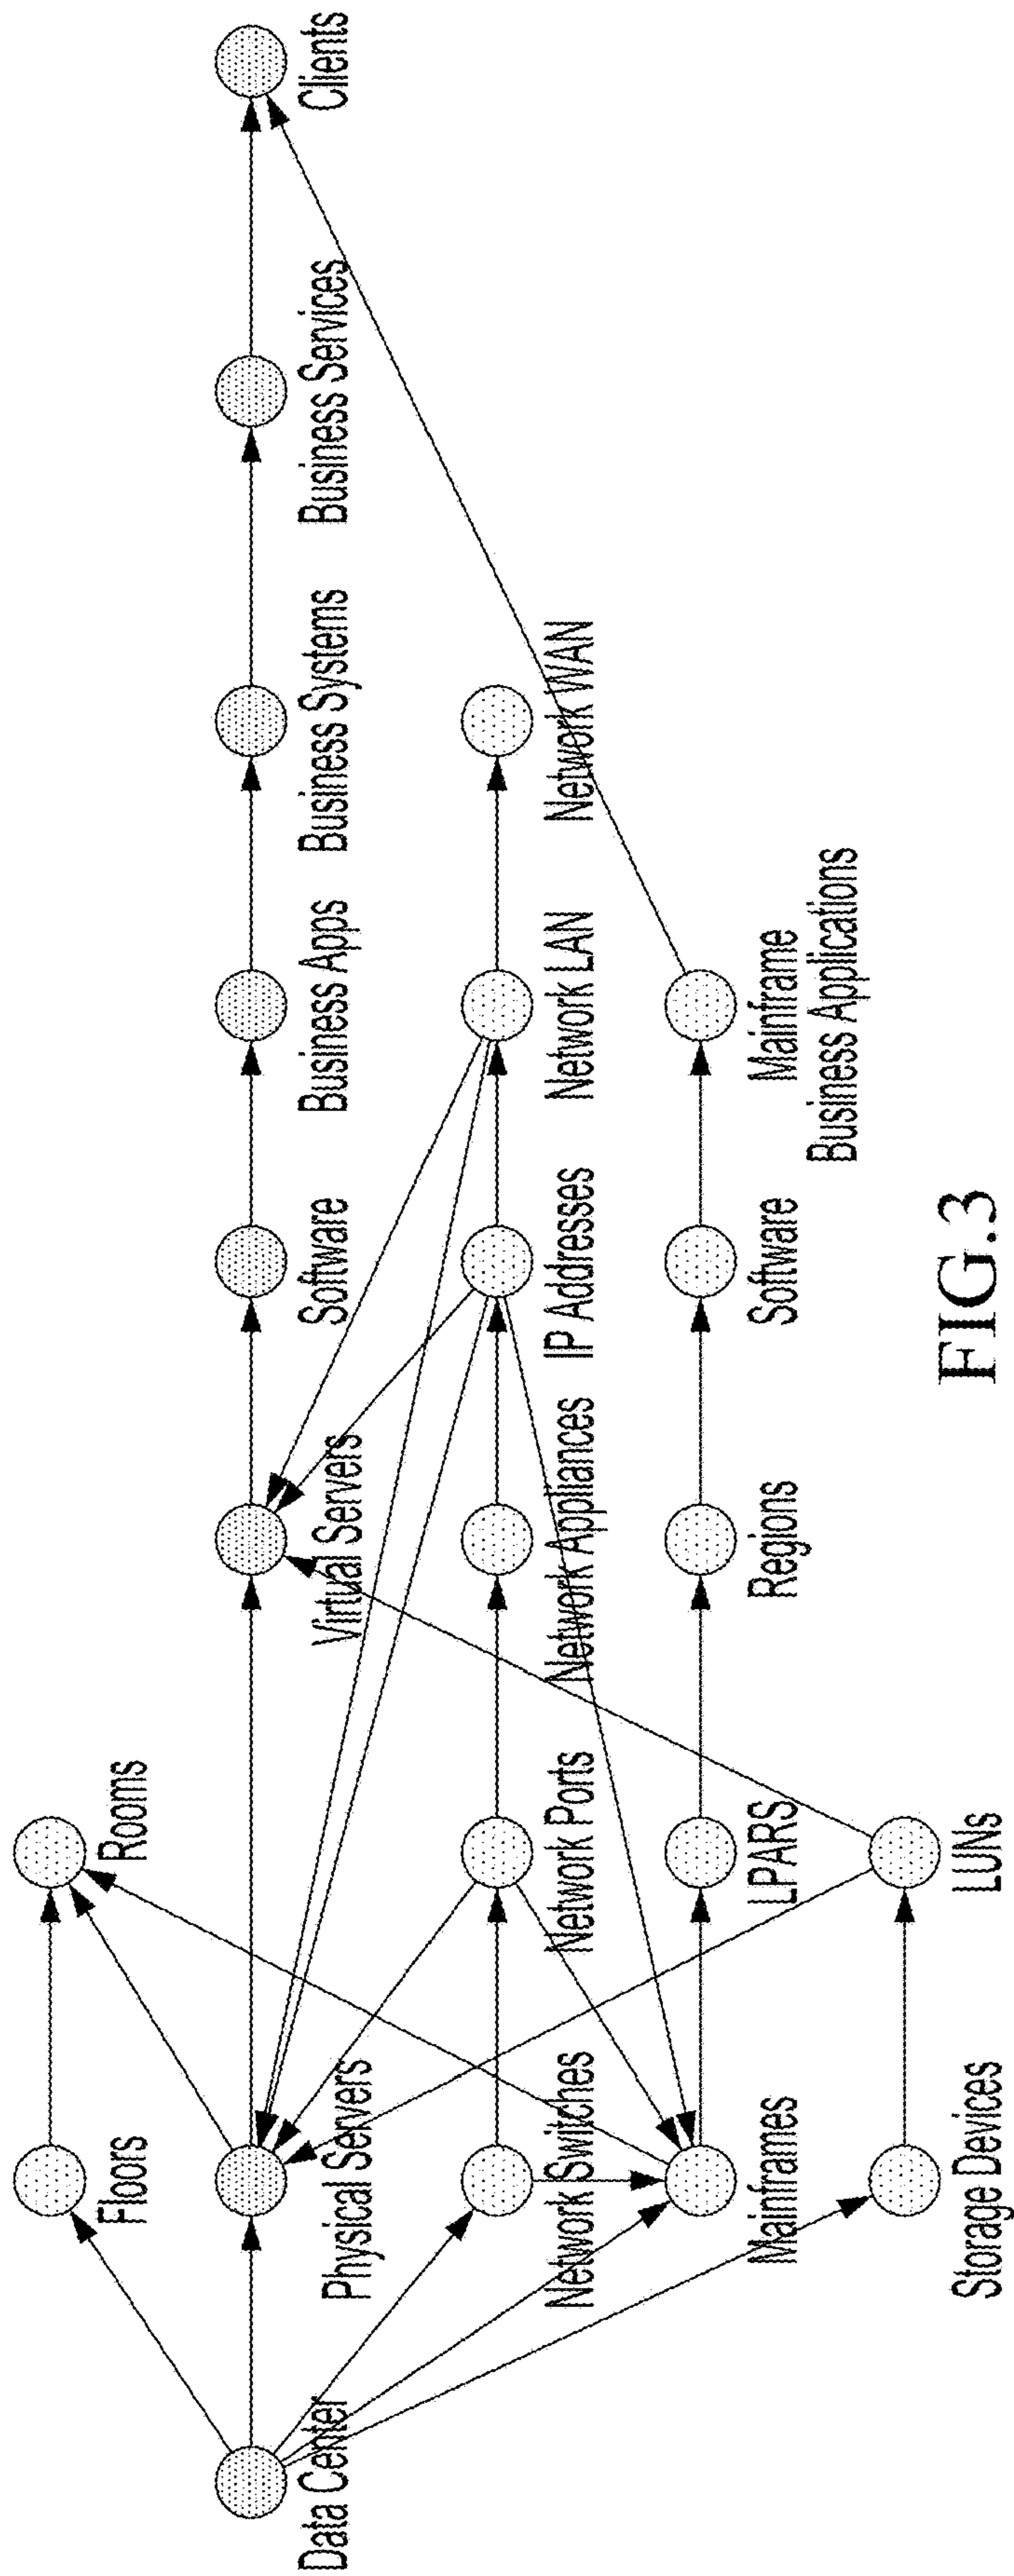 Floors
Rooms
Data Center
Physical Servers
Virtual Servers
Software
Business Apps
Business Systems
Business Services
Clients
Network Switches
Network Ports
Network Appliances
IP Addresses
Network LAN
Network WAN
Mainframes
LPARS
Regions
Software
Mainframe
Business Applications
Storage Devices
LUNs
FIG.3